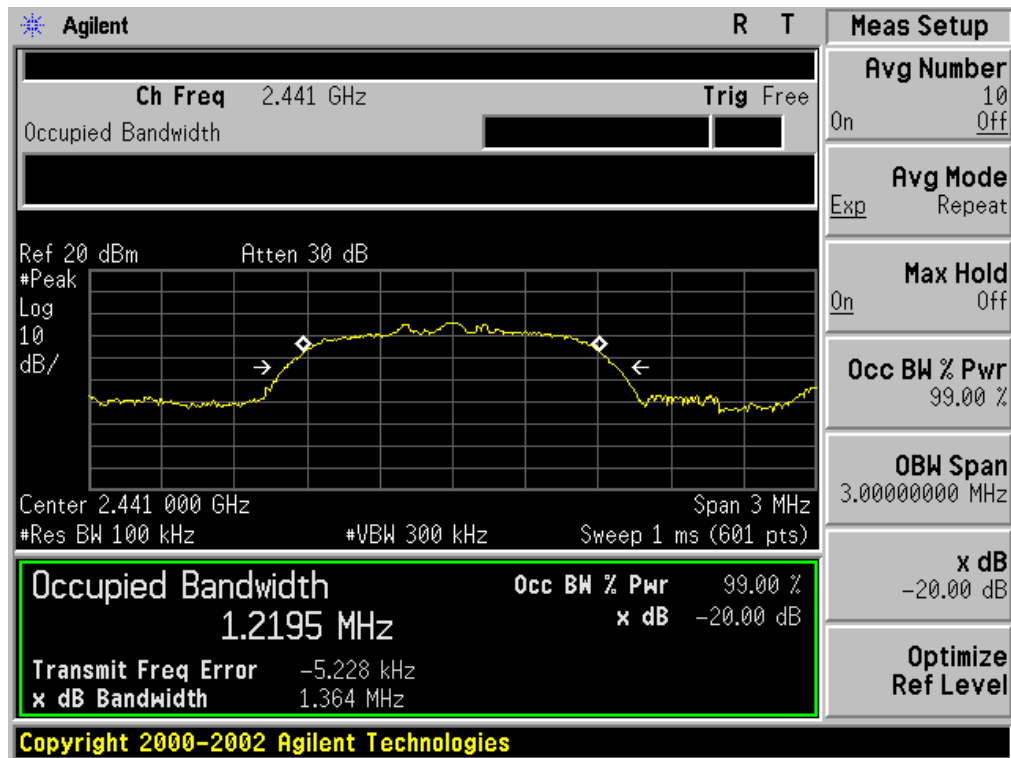 Agilent R T
Ch Freq 2.441 GHz Trig Free
Occupied Bandwidth
Ref 20 dBm Atten 30 dB
#Peak
Log
10
dB/
Center 2.441 000 GHz Span 3 MHz
#Res BW 100 kHz #VBW 300 kHz Sweep 1 ms (601 pts)
Occupied Bandwidth
1.2195 MHz
Occ BW % Pwr 99.00 %
x dB -20.00 dB
Transmit Freq Error -5.228 kHz
x dB Bandwidth 1.364 MHz
Copyright 2000-2002 Agilent Technologies
Meas Setup
Avg Number
10
On Off
Avg Mode
Exp Repeat
Max Hold
On Off
Occ BW % Pwr
99.00 %
OBW Span
3.00000000 MHz
x dB
-20.00 dB
Optimize
Ref Level